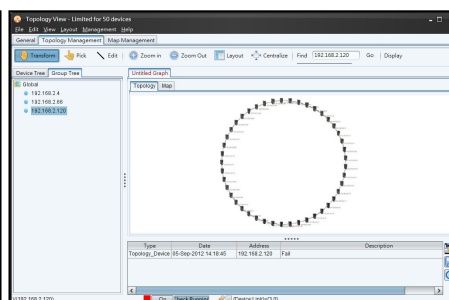 Topology View - Limited for 50 devices
File Edit View Layout Management Help
General Topology Management Map Management
Transform Pick Edit Zoom in Zoom Out Layout Centralize Find 192.168.2.120 Go Display
Device Tree Group Tree
Untitled Graph
Global
Topology Map
192.168.2.4
192.168.2.66
192.168.2.120
Type Date Address Description
Topology_Device 05-Sep-2012 14:18:45 192.168.2.120 Fail
On Check Running